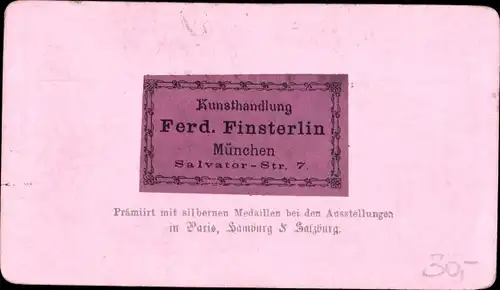 Kunsthandlung
Ferd. Finsterlin
München
Salvator-Str. 7.
Prämiirt mit silbernen Medaillen bei den Ausstellungen
in Paris, Hamburg & Salzburg.
30,-